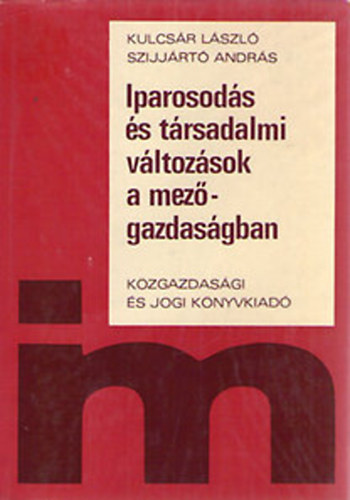 KULCSÁR LÁSZLÓ
SZIJJÁRTÓ ANDRÁS
Iparosodás
és társadalmi
változások
a mező-
gazdaságban
KÖZGAZDASÁGI
ÉS JOGI KÖNYVKIADÓ
im